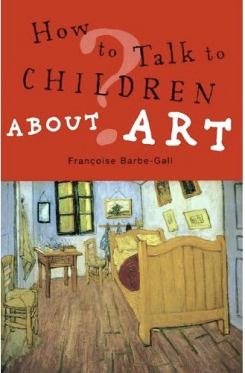 How
to Talk to
?
CHILDREN
ABOUT ART
Françoise Barbe-Gall